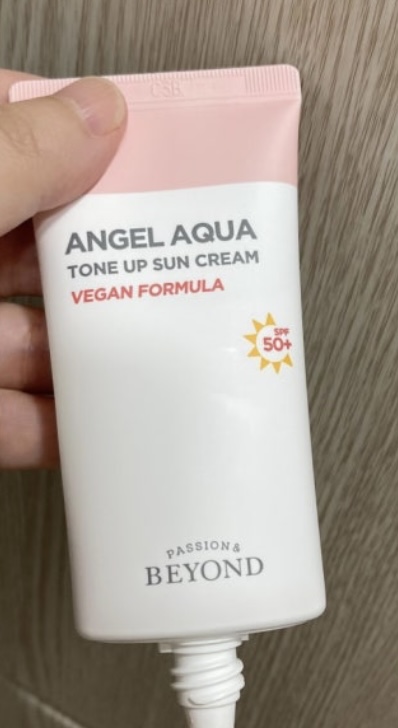 ANGEL AQUA
TONE UP SUN CREAM
VEGAN FORMULA
SPF
50+
PASSION &
BEYOND